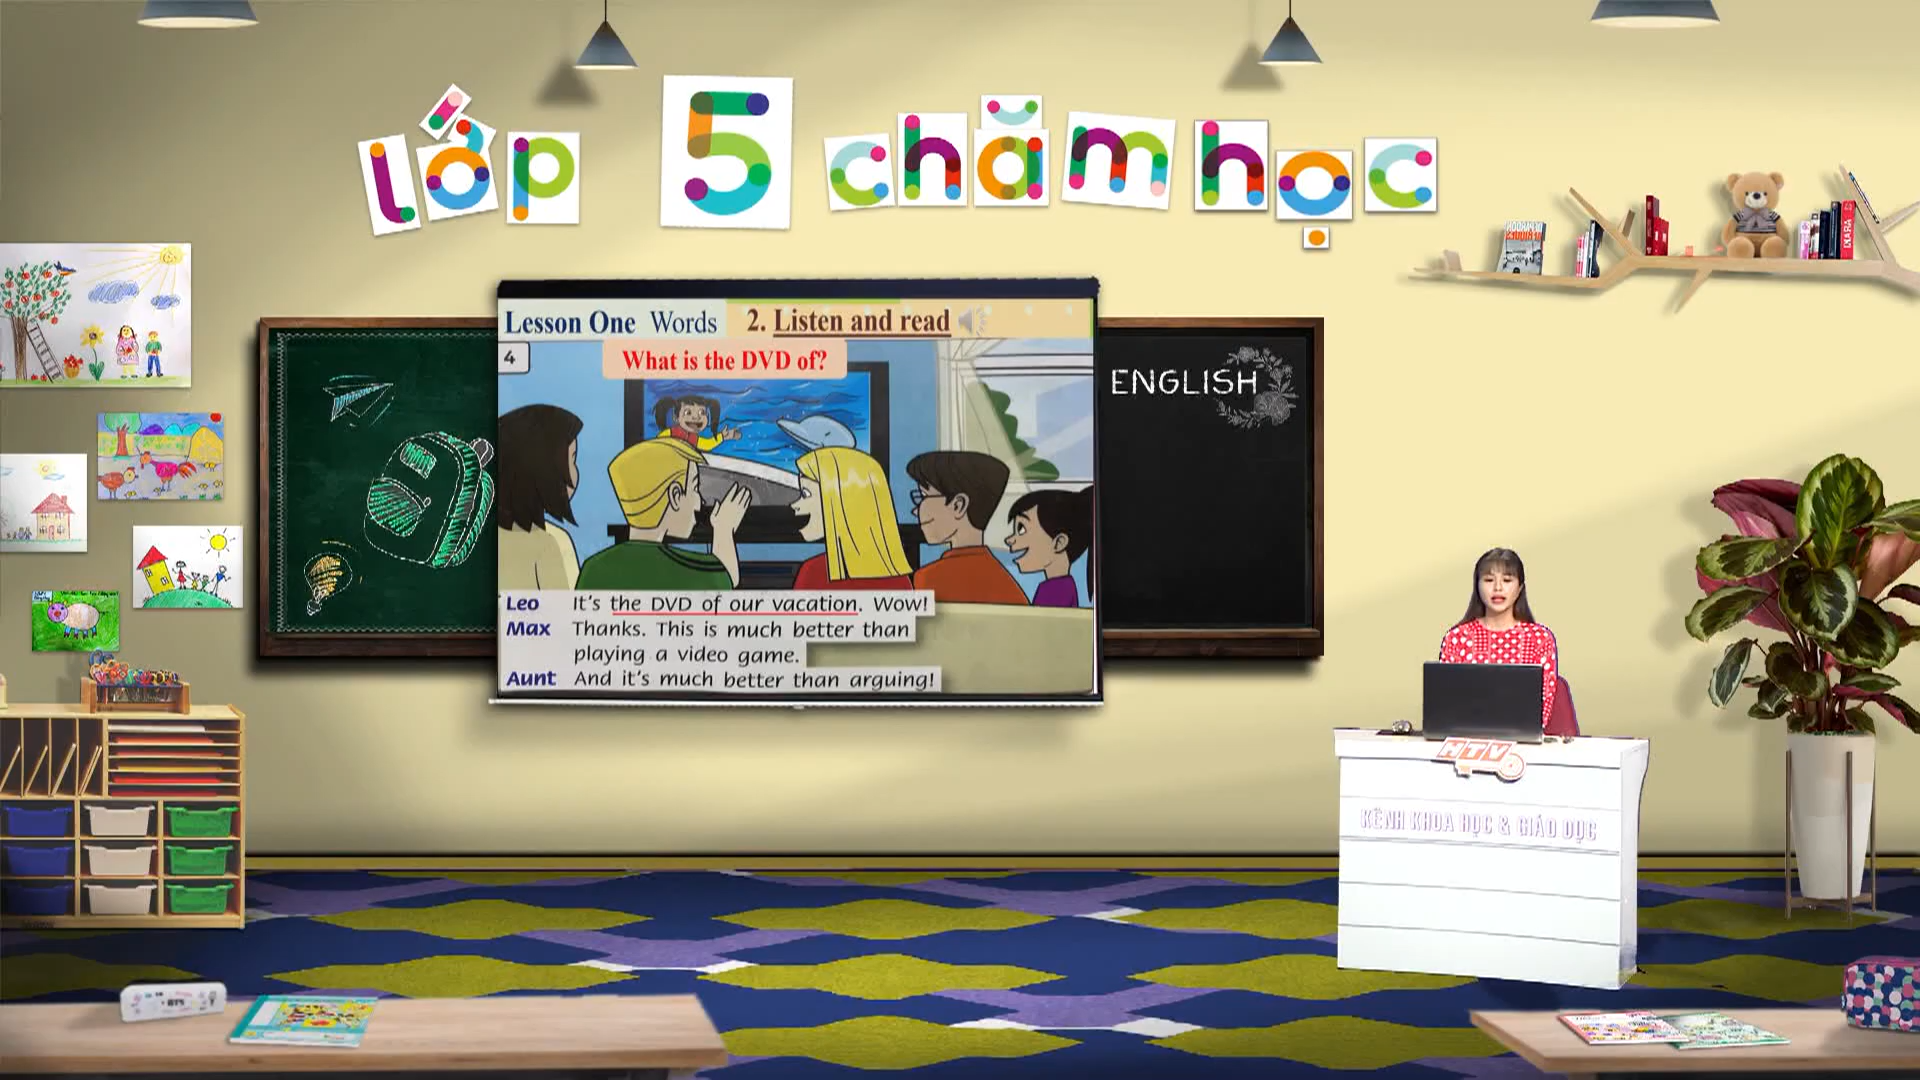 lớp 5 chăm học
Lesson One Words 2. Listen and read
4
What is the DVD of?
Leo It's the DVD of our vacation. Wow!
Max Thanks. This is much better than
playing a video game.
Aunt And it's much better than arguing!
ENGLISH
HTV
KÊNH KHOA HỌC & GIÁO DỤC